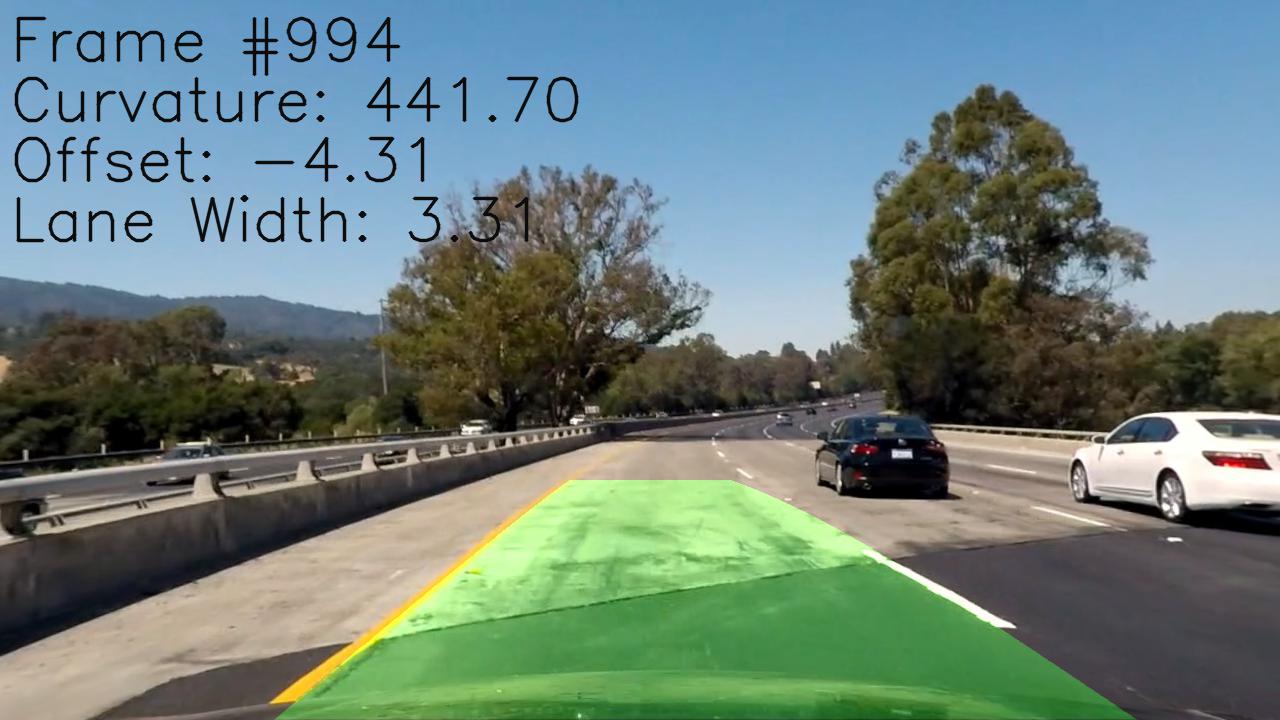 Frame #994
Curvature: 441.70
Offset: -4.31
Lane Width: 3.31